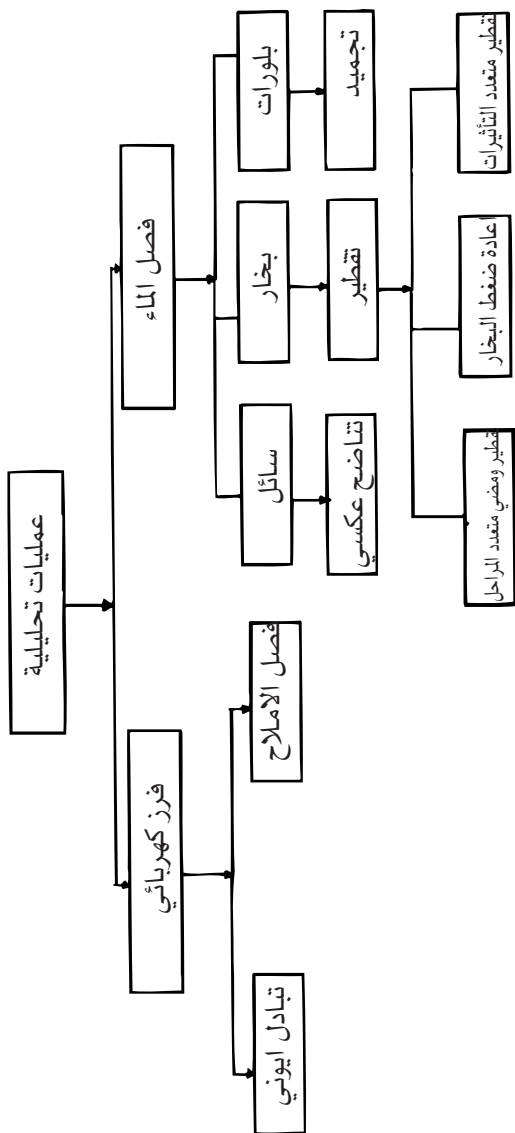 عمليات تحليلية
فصل الماء
فرز كهربائي
بلورات
بخار
سائل
فصل الاملاح
تبادل ايوني
تجميد
تقطير
تناضح عكسي
تقطير متعدد التأثيرات
اعادة ضغط البخار
تقطير ومضي متعدد المراحل